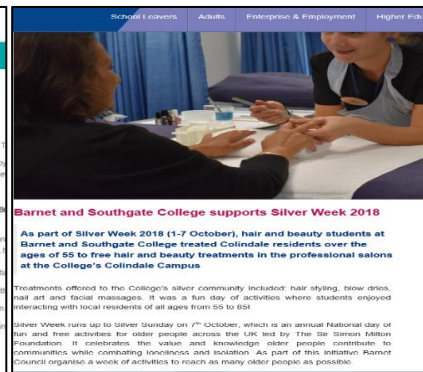 School Leavers Adults Enterprise & Employment Higher Edu
Barnet and Southgate College supports Silver Week 2018
As part of Silver Week 2018 (1-7 October), hair and beauty students at
Barnet and Southgate College treated Colindale residents over the
ages of 55 to free hair and beauty treatments in the professional salons
at the College's Colindale Campus
Treatments offered to the College's silver community included: hair styling, blow dries,
nail art and facial massages. It was a fun day of activities where students enjoyed
interacting with local residents of all ages from 55 to 85!
Silver Week runs up to Silver Sunday on 7th October, which is an annual National day of
fun and free activities for older people across the UK led by The Sir Simon Milton
Foundation. It celebrates the value and knowledge older people contribute to
communities while combating loneliness and isolation. As part of this initiative Barnet
Council organise a week of activities to reach as many older people as possible.